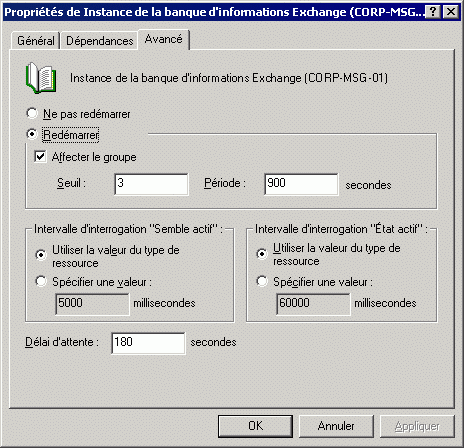 Propriétés de Instance de la banque d'informations Exchange (CORP-MSG...
Général
Dépendances
Avancé
Instance de la banque d'informations Exchange (CORP-MSG-01)
Ne pas redémarrer
Redémarrer
Affecter le groupe
Seuil :
3
Période :
900
secondes
Intervalle d'interrogation "Semble actif" :
Utiliser la valeur du type de
ressource
Spécifier une valeur :
5000
millisecondes
Intervalle d'interrogation "État actif" :
Utiliser la valeur du type de
ressource
Spécifier une valeur :
60000
millisecondes
Délai d'attente :
180
secondes
OK
Annuler
Appliquer